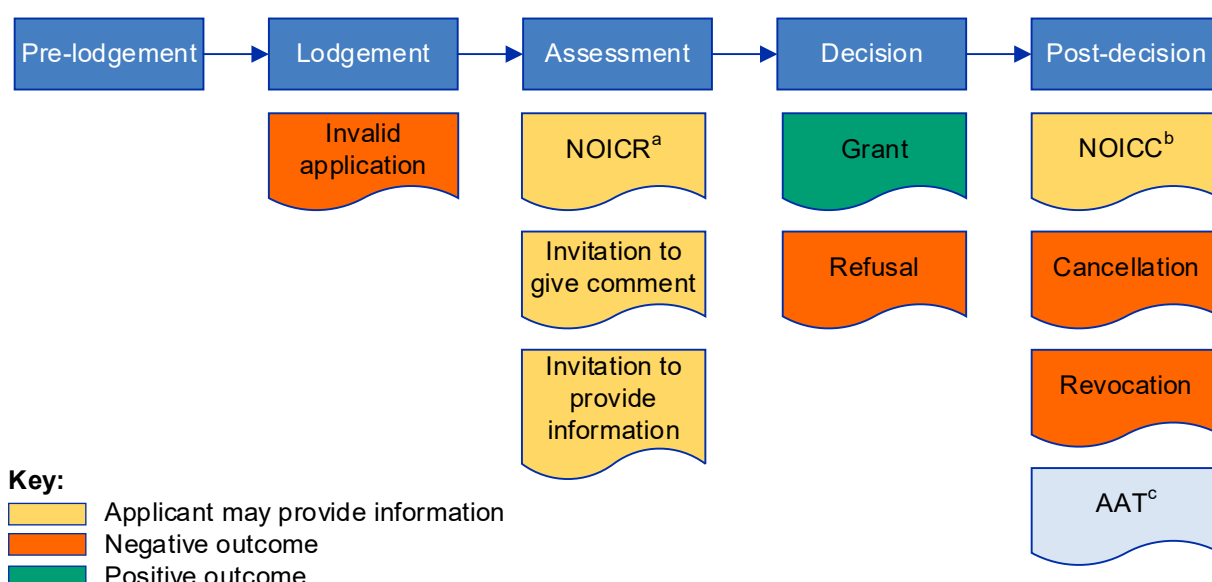 Pre-lodgement
Lodgement
Assessment
Decision
Post-decision
Invalid
application
NOICRᵃ
Grant
NOICCᵇ
Invitation to
give comment
Refusal
Cancellation
Invitation to
provide
information
Revocation
AATᶜ
Key:
Applicant may provide information
Negative outcome
Positive outcome